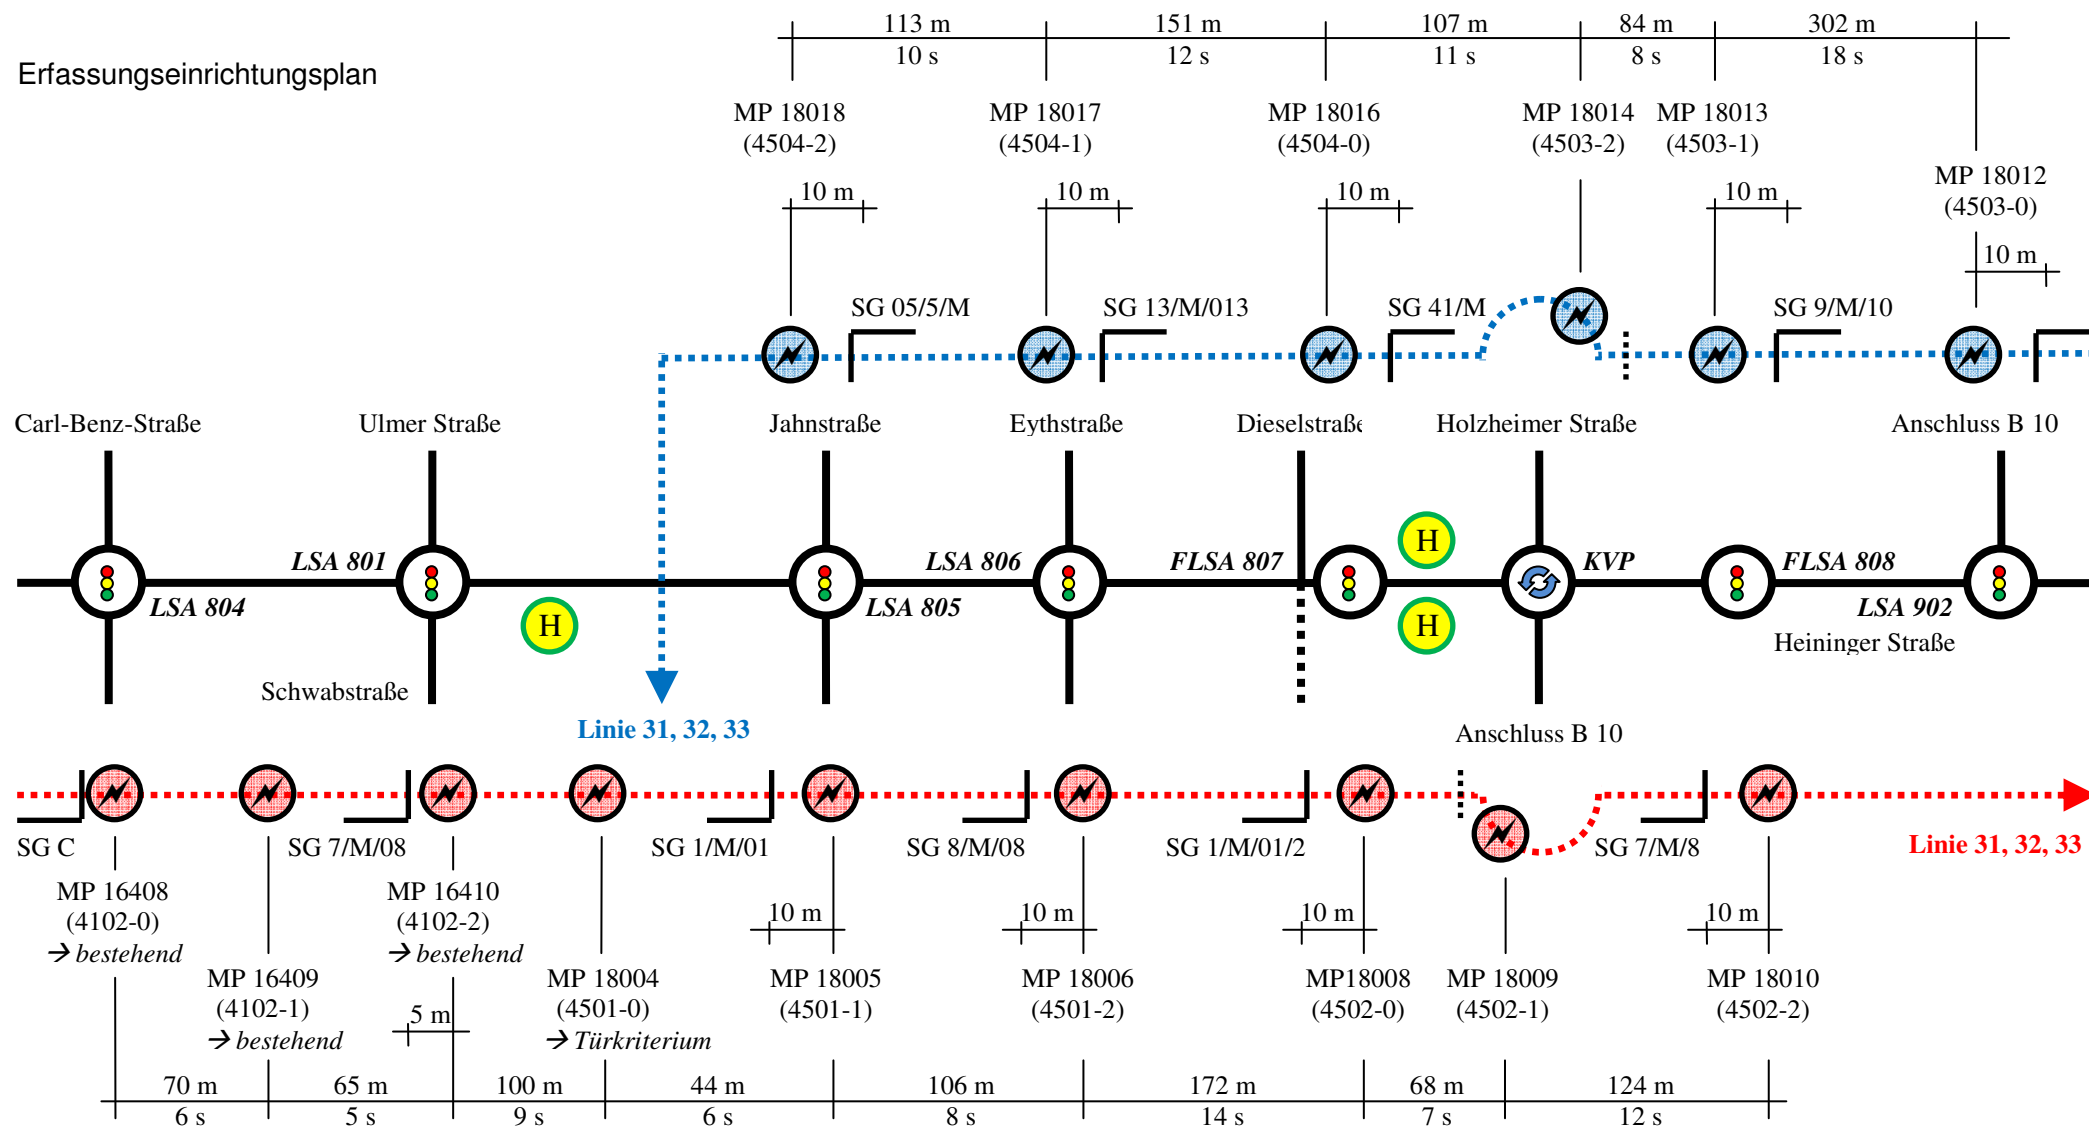 113 m
151 m
107 m
84 m
302 m
10 s
12 s
11 s
8 s
18 s
Erfassungseinrichtungsplan
MP 18018
(4504-2)
MP 18017
(4504-1)
MP 18016
(4504-0)
MP 18014
(4503-2)
MP 18013
(4503-1)
MP 18012
(4503-0)
10 m
10 m
10 m
10 m
10 m
SG 05/5/M
SG 13/M/013
SG 41/M
SG 9/M/10
Carl-Benz-Straße
Ulmer Straße
Jahnstraße
Eythstraße
Dieselstraße
Holzheimer Straße
Anschluss B 10
LSA 801
LSA 806
FLSA 807
H
KVP
FLSA 808
LSA 804
H
LSA 805
H
LSA 902
Heininger Straße
Schwabstraße
Linie 31, 32, 33
Anschluss B 10
SG C
SG 7/M/08
SG 1/M/01
SG 8/M/08
SG 1/M/01/2
SG 7/M/8
Linie 31, 32, 33
MP 16408
(4102-0)
→ bestehend
MP 16410
(4102-2)
→ bestehend
10 m
10 m
10 m
10 m
MP 16409
(4102-1)
→ bestehend
5 m
MP 18004
(4501-0)
→ Türkriterium
MP 18005
(4501-1)
MP 18006
(4501-2)
MP18008
(4502-0)
MP 18009
(4502-1)
MP 18010
(4502-2)
70 m
65 m
100 m
44 m
106 m
172 m
68 m
124 m
6 s
5 s
9 s
6 s
8 s
14 s
7 s
12 s